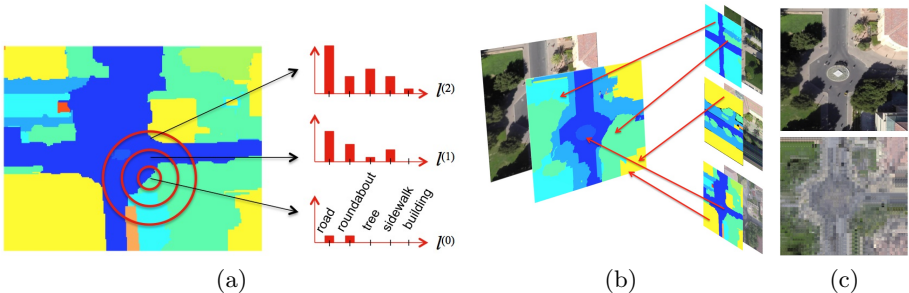 l(2)
l(1)
road
roundabout
tree
sidewalk
building
l(0)
(a)
(b)
(c)